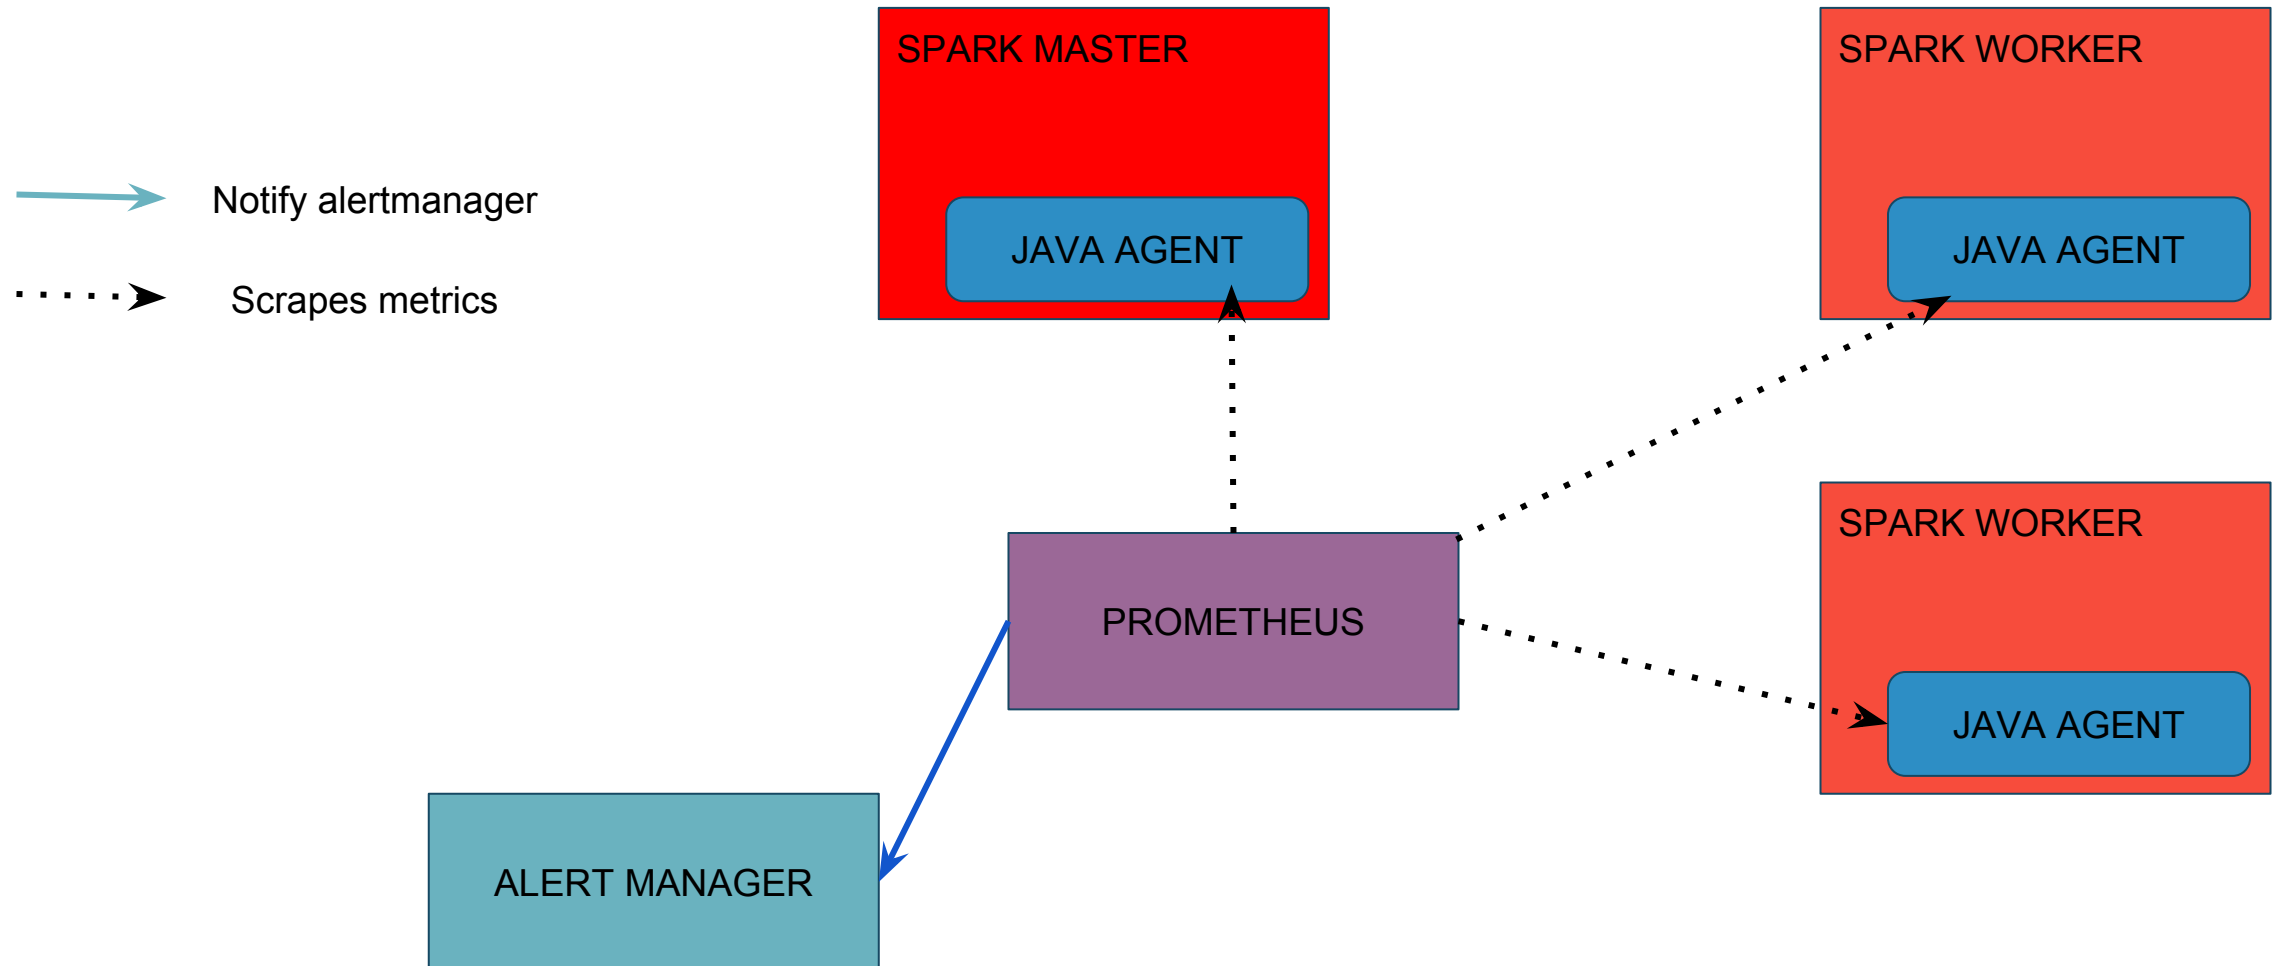 SPARK MASTER
SPARK WORKER
Notify alertmanager
JAVA AGENT
JAVA AGENT
Scrapes metrics
SPARK WORKER
PROMETHEUS
JAVA AGENT
ALERT MANAGER